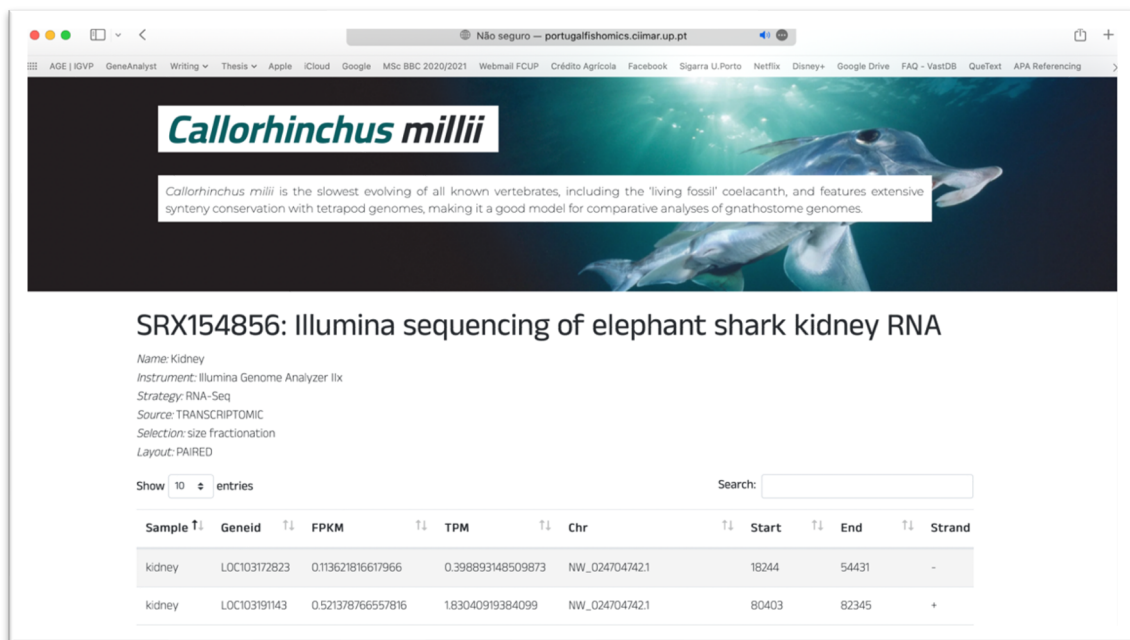 Não seguro — portugalfishomics.ciimar.up.pt
AGE | IGVP GeneAnalyst Writing Thesis Apple iCloud Google MSc BBC 2020/2021 Webmail FCUP Crédito Agrícola Facebook Sigarra U.Porto Netflix Disney+ Google Drive FAQ - VastDB QueText APA Referencing
Callorhinchus millii
Callorhinchus milii is the slowest evolving of all known vertebrates, including the 'living fossil' coelacanth, and features extensive
synteny conservation with tetrapod genomes, making it a good model for comparative analyses of gnathostome genomes.
SRX154856: Illumina sequencing of elephant shark kidney RNA
Name: Kidney
Instrument: Illumina Genome Analyzer IIx
Strategy: RNA-Seq
Source: TRANSCRIPTOMIC
Selection: size fractionation
Layout: PAIRED
Show 10 entries Search:
Sample Geneid FPKM TPM Chr Start End Strand
kidney LOC103172823 0.113621816617966 0.398893148509873 NW_024704742.1 18244 54431 -
kidney LOC103191143 0.521378766557816 1.83040919384099 NW_024704742.1 80403 82345 +